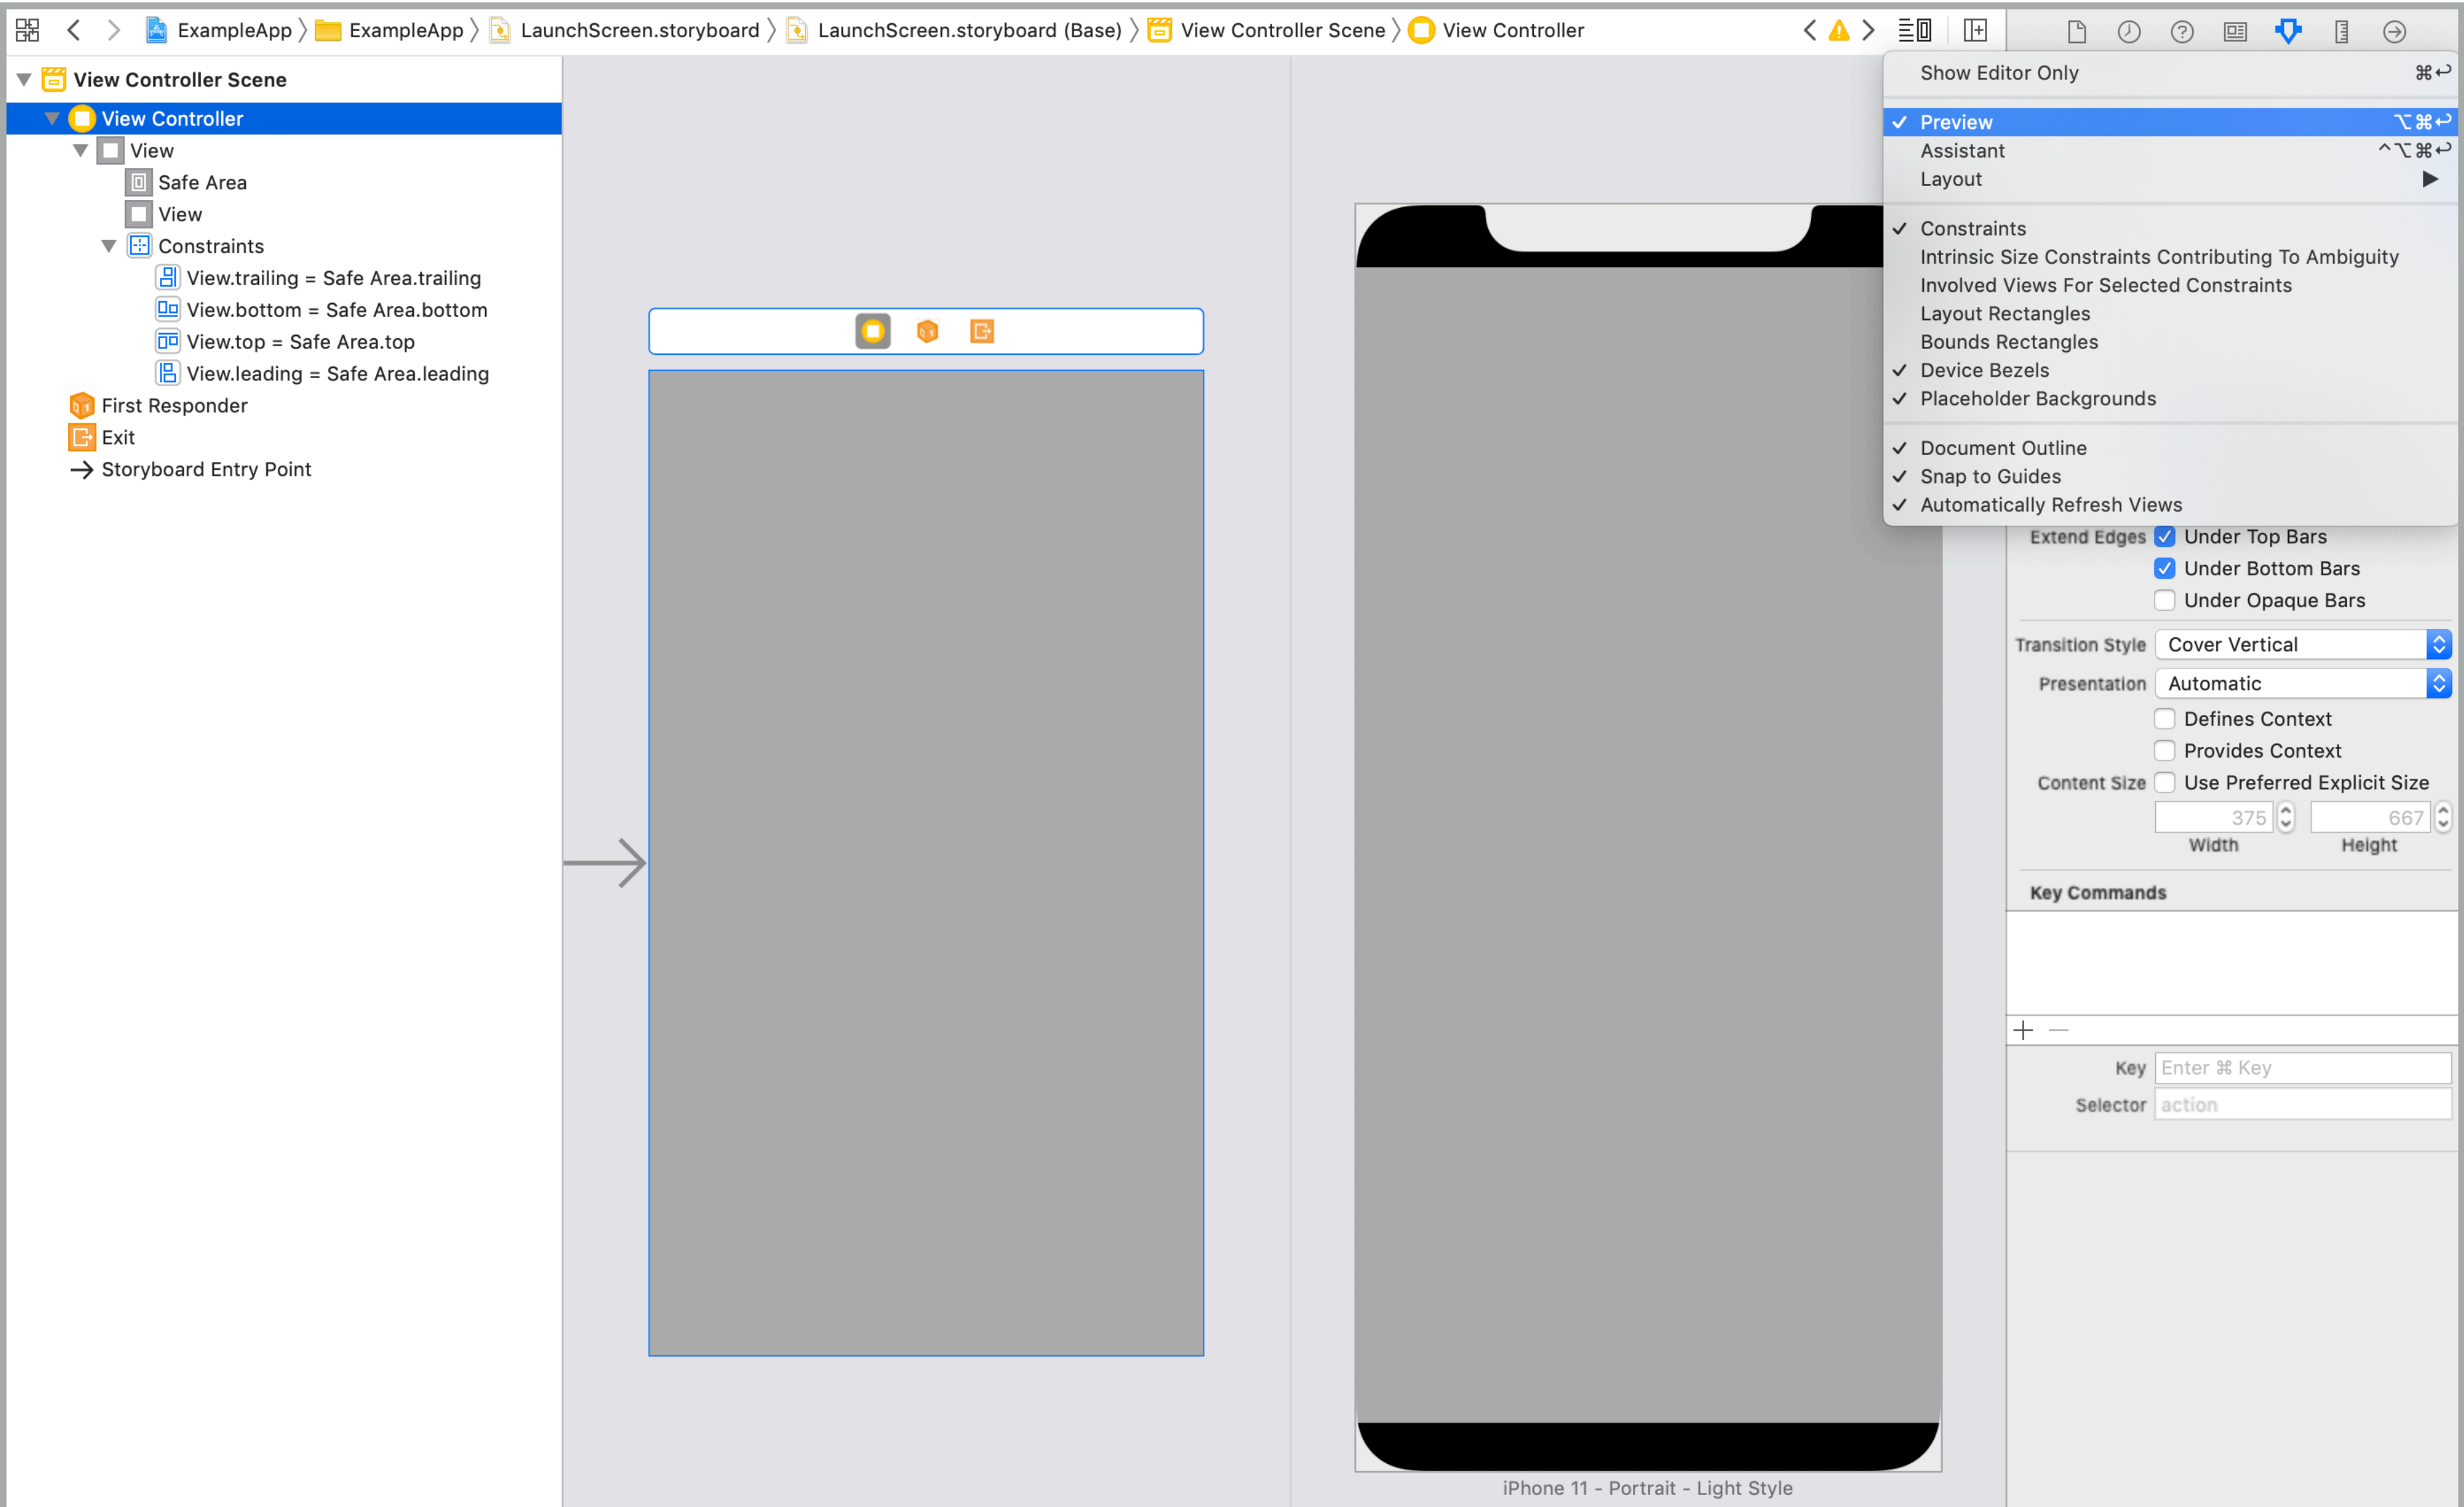 ExampleApp ExampleApp LaunchScreen.storyboard LaunchScreen.storyboard (Base) View Controller Scene View Controller
View Controller Scene
View Controller
View
Safe Area
View
Constraints
View.trailing = Safe Area.trailing
View.bottom = Safe Area.bottom
View.top = Safe Area.top
View.leading = Safe Area.leading
First Responder
Exit
Storyboard Entry Point
iPhone 11 - Portrait - Light Style
Show Editor Only ⌘↩
✓ Preview ⌥⌘↩
Assistant ^⌥⌘↩
Layout ▶
✓ Constraints
Intrinsic Size Constraints Contributing To Ambiguity
Involved Views For Selected Constraints
Layout Rectangles
Bounds Rectangles
✓ Device Bezels
✓ Placeholder Backgrounds
✓ Document Outline
✓ Snap to Guides
✓ Automatically Refresh Views
Extend Edges Under Top Bars
Under Bottom Bars
Under Opaque Bars
Transition Style Cover Vertical
Presentation Automatic
Defines Context
Provides Context
Content Size Use Preferred Explicit Size
375 667
Width Height
Key Commands
Key Enter ⌘ Key
Selector action